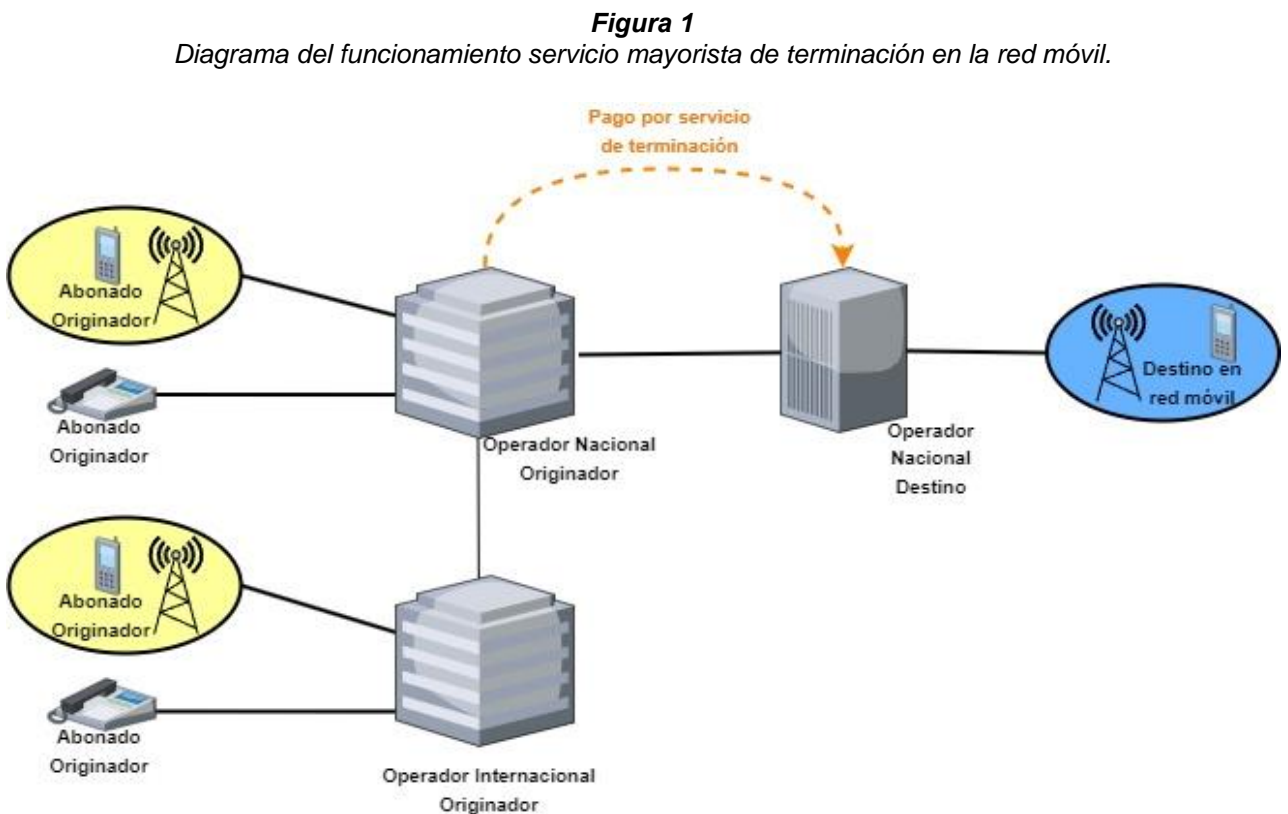 Figura 1
Diagrama del funcionamiento servicio mayorista de terminación en la red móvil.
Pago por servicio
de terminación
Abonado
Originador
Abonado
Originador
Operador Nacional
Originador
Operador
Nacional
Destino
Destino en
red móvil
Abonado
Originador
Abonado
Originador
Operador Internacional
Originador